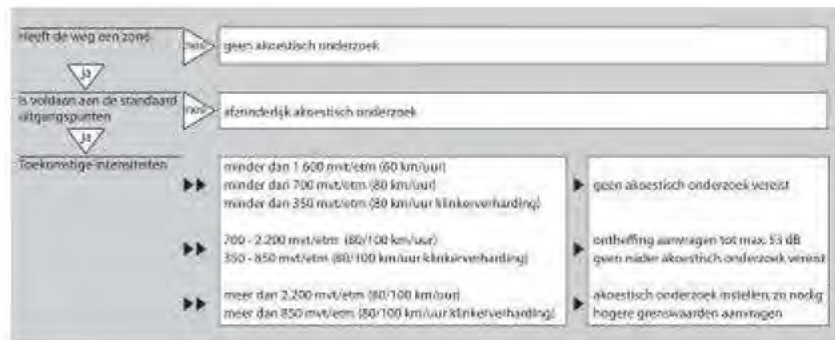 Heeft de weg een zone
nee
geen akoestisch onderzoek
ja
Is voldaan aan de standaard
uitgangspunten
nee
afzonderlijk akoestisch onderzoek
ja
Toekomstige intensiteiten
minder dan 1.600 mvt/etm (60 km/uur)
minder dan 700 mvt/etm (80 km/uur)
minder dan 350 mvt/etm (80 km/uur klinkerverharding)
geen akoestisch onderzoek vereist
700 - 2.200 mvt/etm (80/100 km/uur)
350 - 850 mvt/etm (80/100 km/uur klinkerverharding)
ontheffing aanvragen tot max. 53 dB
geen nader akoestisch onderzoek vereist
meer dan 2.200 mvt/etm (80/100 km/uur)
meer dan 850 mvt/etm (80/100 km/uur klinkerverharding)
akoestisch onderzoek instellen, zo nodig
hogere grenswaarden aanvragen